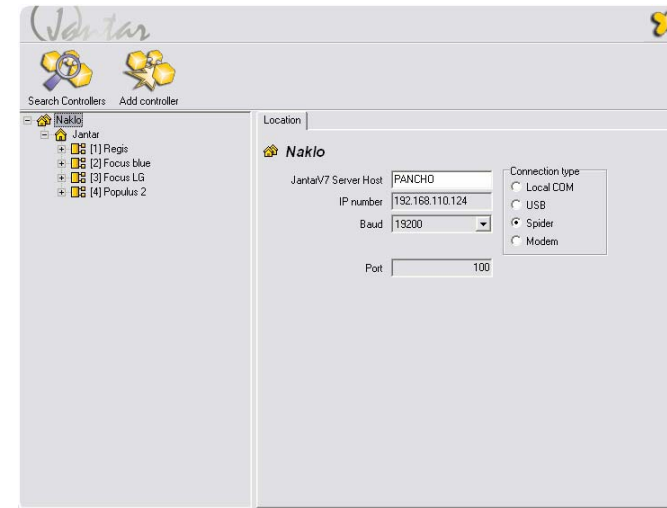 Jantar
Search Controllers Add controller
Naklo
Jantar
[1] Regis
[2] Focus blue
[3] Focus LG
[4] Populus 2
Location
Naklo
JantarV7 Server Host PANCHO
IP number 192.168.110.124
Baud 19200
Port 100
Connection type
Local COM
USB
Spider
Modem